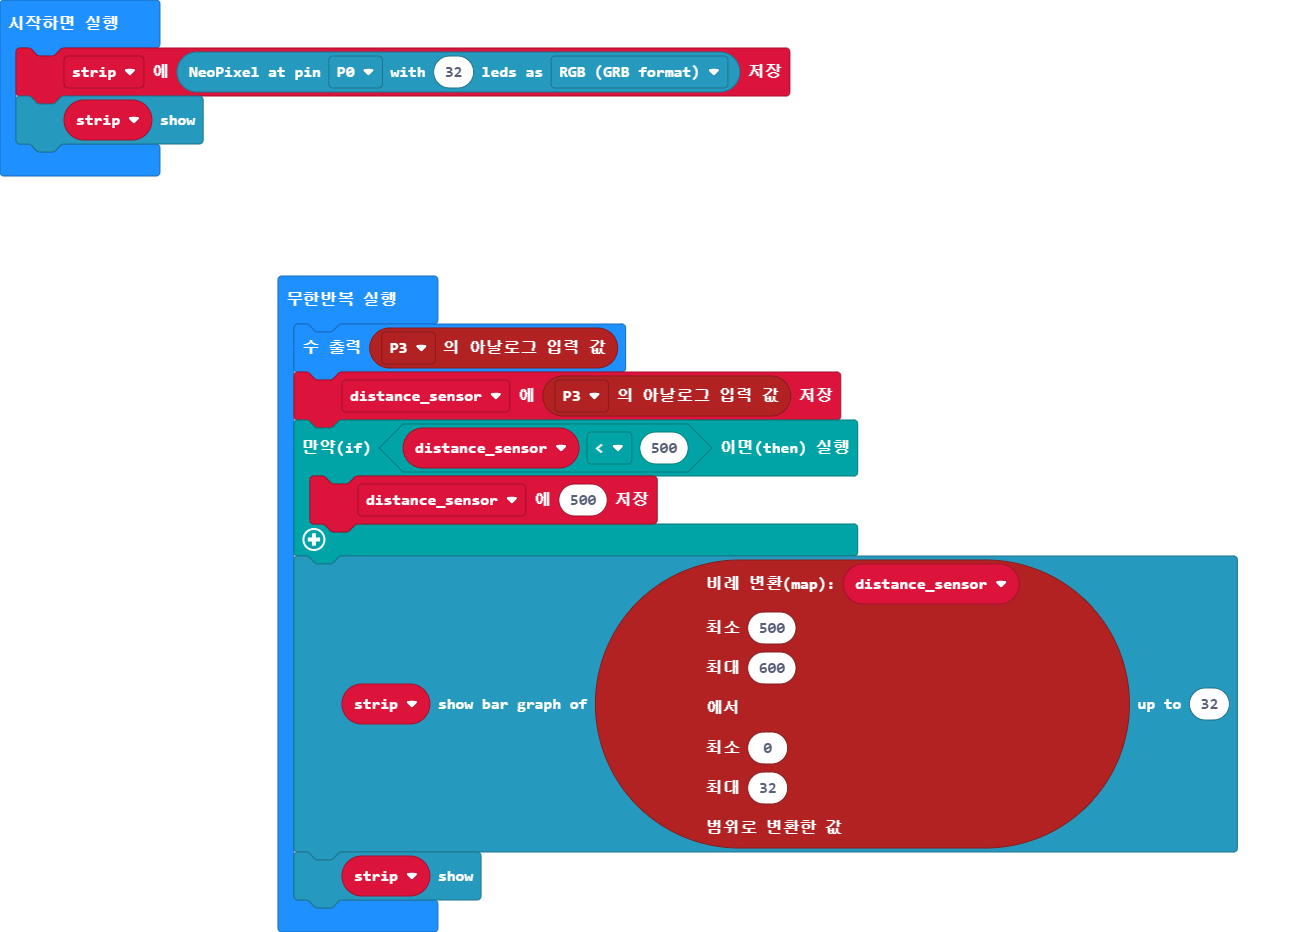 시작하면 실행
strip 에 NeoPixel at pin P0 with 32 leds as RGB (GRB format) 저장
strip show
무한반복 실행
수 출력 P3 의 아날로그 입력 값
distance_sensor 에 P3 의 아날로그 입력 값 저장
만약(if) distance_sensor < 500 이면(then) 실행
distance_sensor 에 500 저장
비례 변환(map): distance_sensor
최소 500
최대 600
strip show bar graph of 에서 up to 32
최소 0
최대 32
범위로 변환한 값
strip show